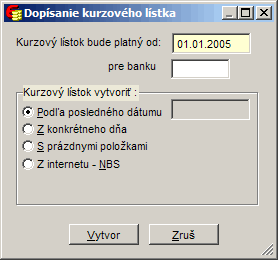 Dopísanie kurzového lístka
Kurzový lístok bude platný od: 01.01.2005
pre banku
Kurzový lístok vytvoriť :
Podľa posledného dátumu
Z konkrétneho dňa
S prázdnymi položkami
Z internetu - NBS
Vytvor Zruš